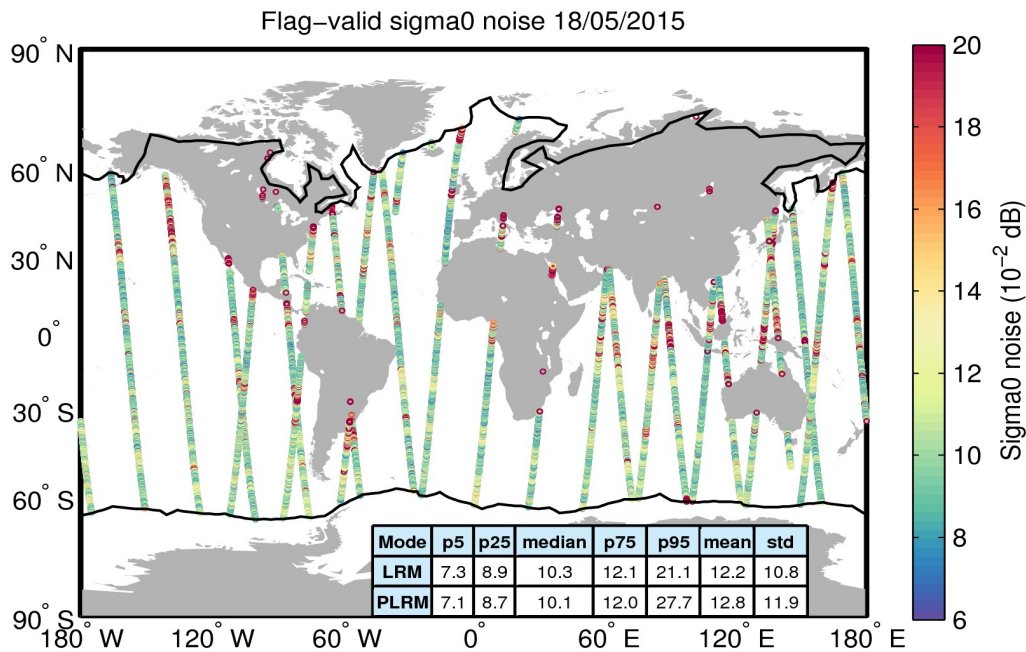 Flag−valid sigma0 noise 18/05/2015
90° N
60° N
30° N
0°
30° S
60° S
90° S
180° W
120° W
60° W
0°
60° E
120° E
180° E
Mode p5 p25 median p75 p95 mean std
LRM 7.3 8.9 10.3 12.1 21.1 12.2 10.8
PLRM 7.1 8.7 10.1 12.0 27.7 12.8 11.9
20
18
16
14
12
10
8
6
Sigma0 noise (10⁻² dB)